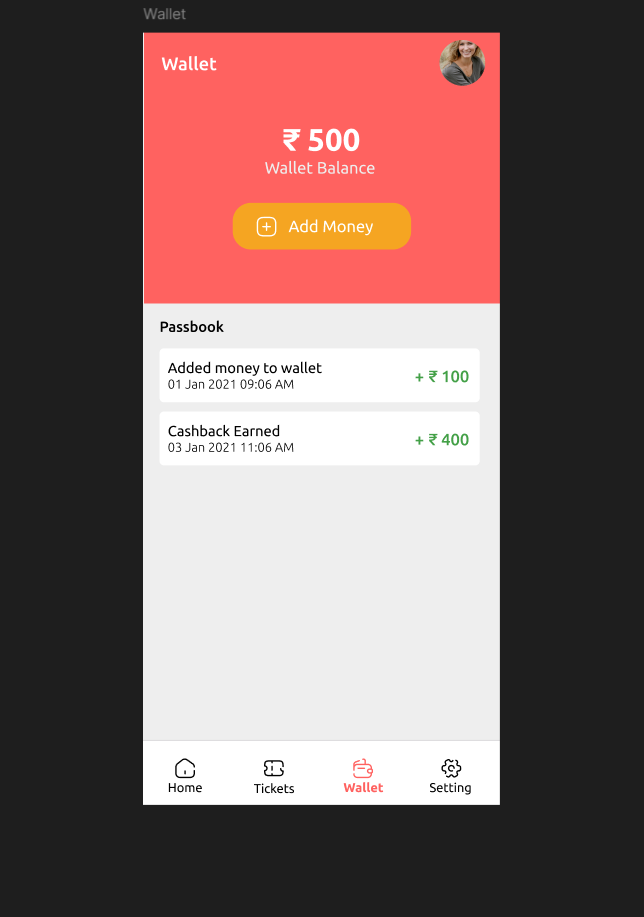 Wallet
Wallet
₹ 500
Wallet Balance
Add Money
Passbook
Added money to wallet
01 Jan 2021 09:06 AM
+ ₹ 100
Cashback Earned
03 Jan 2021 11:06 AM
+ ₹ 400
Home
Tickets
Wallet
Setting